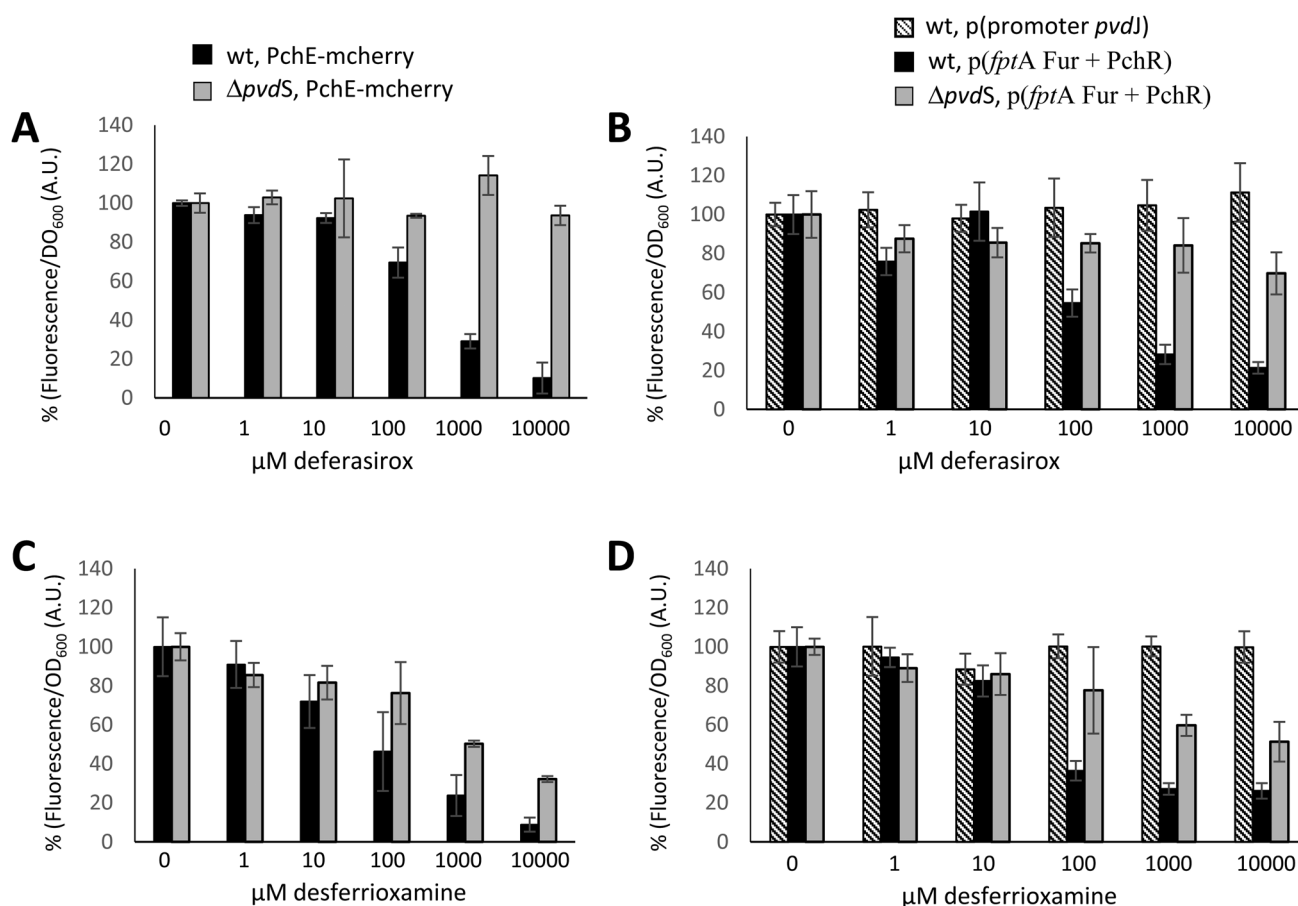 wt, PchE-mcherry
ΔpvdS, PchE-mcherry
wt, p(promoter pvdJ)
wt, p(fptA Fur + PchR)
ΔpvdS, p(fptA Fur + PchR)
A
% (Fluorescence/DO600 (A.U.)
140
120
100
80
60
40
20
0
0 1 10 100 1000 10000
µM deferasirox
B
% (Fluorescence/OD600 (A.U.)
140
120
100
80
60
40
20
0
0 1 10 100 1000 10000
µM deferasirox
C
% (Fluorescence/OD600 (A.U.)
140
120
100
80
60
40
20
0
0 1 10 100 1000 10000
µM desferrioxamine
D
% (Fluorescence/OD600 (A.U.)
140
120
100
80
60
40
20
0
0 1 10 100 1000 10000
µM desferrioxamine